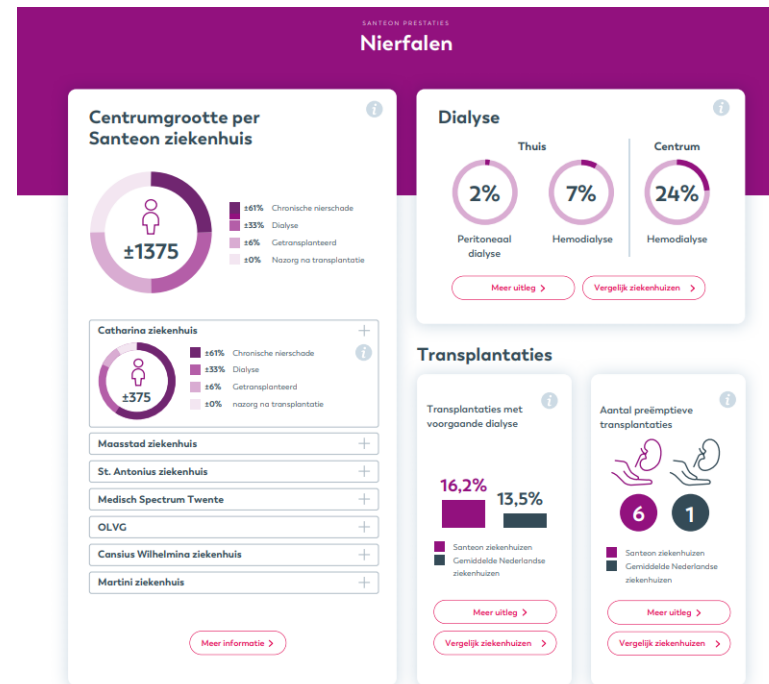 SANTEON PRESTATIES
Nierfalen
Centrumgrootte per
Santeon ziekenhuis
i
±1375
±61% Chronische nierschade
±33% Dialyse
±6% Getransplanteerd
±0% Nazorg na transplantatie
Catharina ziekenhuis
i
±375
±61% Chronische nierschade
±33% Dialyse
±6% Getransplanteerd
±0% nazorg na transplantatie
Maasstad ziekenhuis
St. Antonius ziekenhuis
Medisch Spectrum Twente
OLVG
Cansius Wilhelmina ziekenhuis
Martini ziekenhuis
Meer informatie >
Dialyse
i
Thuis
Centrum
2%
7%
24%
Peritoneaal
dialyse
Hemodialyse
Hemodialyse
Meer uitleg >
Vergelijk ziekenhuizen >
Transplantaties
Transplantaties met
voorgaande dialyse
i
16,2%
13,5%
Santeon ziekenhuizen
Gemiddelde Nederlandse
ziekenhuizen
Meer uitleg >
Vergelijk ziekenhuizen >
Aantal preëmptieve
transplantaties
i
6
1
Santeon ziekenhuizen
Gemiddelde Nederlandse
ziekenhuizen
Meer uitleg >
Vergelijk ziekenhuizen >